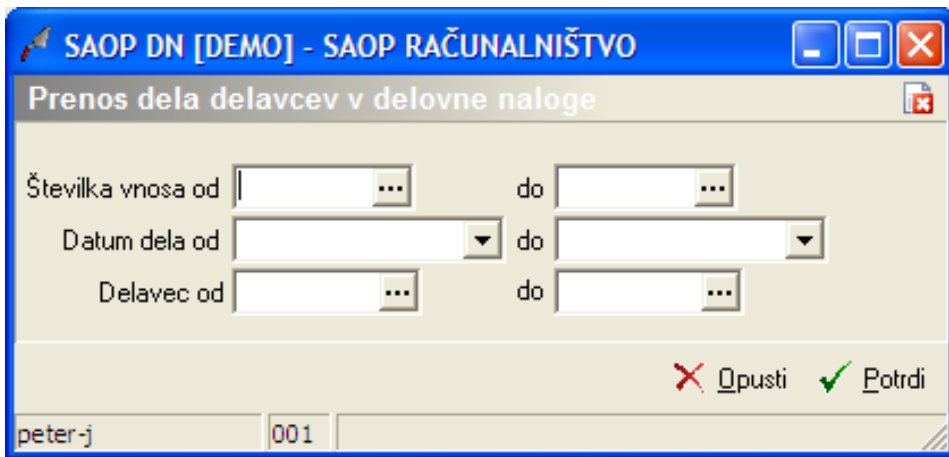 SAOP DN [DEMO] - SAOP RAČUNALNIŠTVO
Prenos dela delavcev v delovne naloge
Številka vnosa od do
Datum dela od do
Delavec od do
Opusti Potrdi
peter-j 001